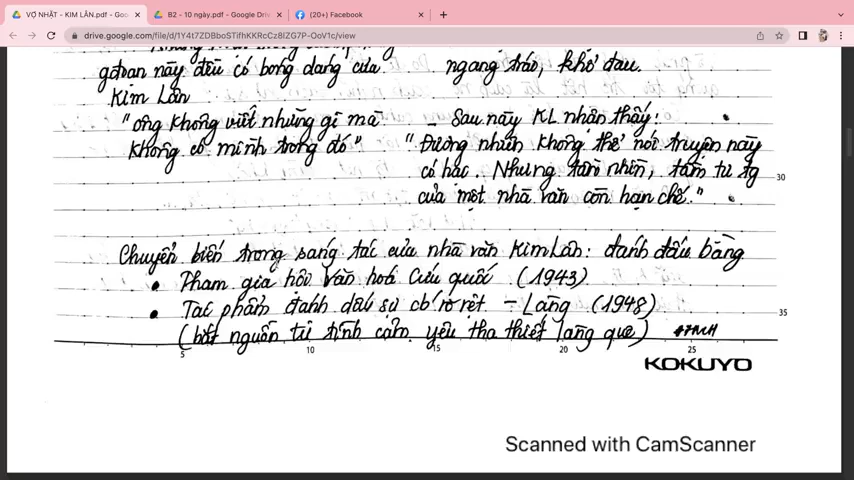 VỢ NHẶT - KIM LÂN.pdf - Goo
B2 - 10 ngày.pdf - Google Driv
(20+) Facebook
drive.google.com/file/d/1Y4t7ZDBboSTifhKKRcCz8lZG7P-OoV1c/view
gđoạn này đều có bóng dáng của
Kim Lân
"ông không viết những gì mà
không có mình trong đó"
ngang trái, khổ đau.
- Sau này KL nhận thấy:
"Đương nhiên không thể nói truyện này
có hại. Nhưng tầm nhìn, tâm tư tg
của một nhà văn còn hạn chế."
30
Chuyển biến trong sáng tác của nhà văn Kim Lân: đánh dấu bằng
• Tham gia hội Văn hoá Cứu quốc (1943)
• Tác phẩm đánh dấu sự cb rõ rệt - Làng (1948)
35
(bắt nguồn từ tình cảm yêu tha thiết làng quê)
5 10 15 20 25
KOKUYO
Scanned with CamScanner